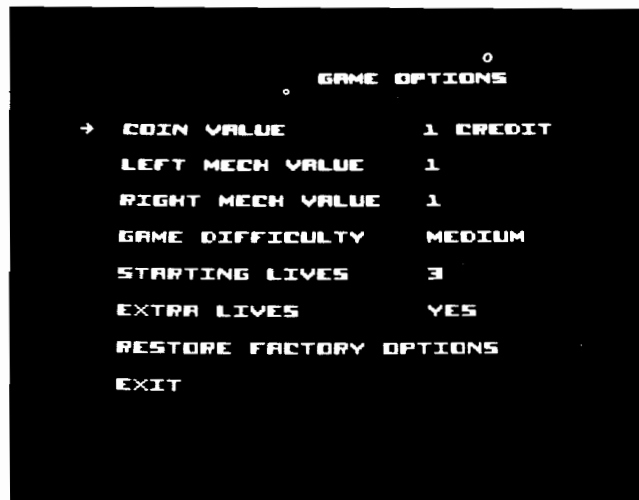 GAME OPTIONS
→ COIN VALUE 1 CREDIT
LEFT MECH VALUE 1
RIGHT MECH VALUE 1
GAME DIFFICULTY MEDIUM
STARTING LIVES 3
EXTRA LIVES YES
RESTORE FACTORY OPTIONS
EXIT